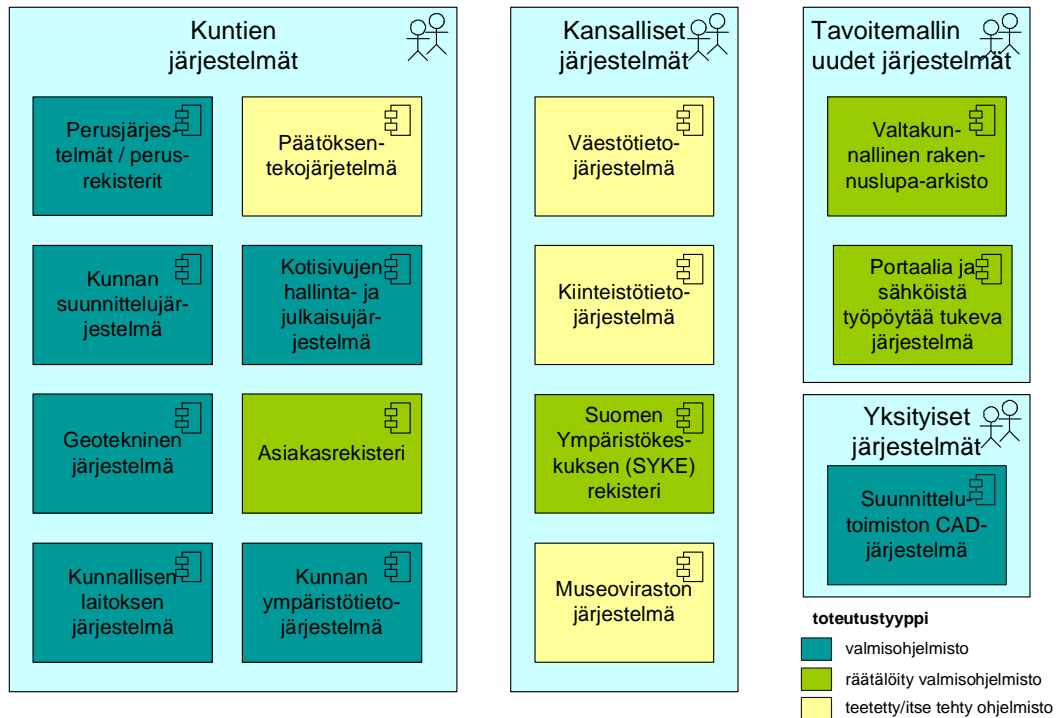 Kuntien
järjestelmät
Perusjärjes-
telmät / perus-
rekisterit
Päätöksen-
tekojärjetelmä
Kunnan
suunnittelujär-
jestelmä
Kotisivujen
hallinta- ja
julkaisujär-
jestelmä
Geotekninen
järjestelmä
Asiakasrekisteri
Kunnallisen
laitoksen
järjestelmä
Kunnan
ympäristötieto-
järjestelmä
Kansalliset
järjestelmät
Väestötieto-
järjestelmä
Kiinteistötieto-
järjestelmä
Suomen
Ympäristökes-
kuksen (SYKE)
rekisteri
Museoviraston
järjestelmä
Tavoitemallin
uudet järjestelmät
Valtakun-
nallinen raken-
nuslupa-arkisto
Portaalia ja
sähköistä
työpöytää tukeva
järjestelmä
Yksityiset
järjestelmät
Suunnittelu-
toimiston CAD-
järjestelmä
toteutustyyppi
valmisohjelmisto
räätälöity valmisohjelmisto
teetetty/itse tehty ohjelmisto